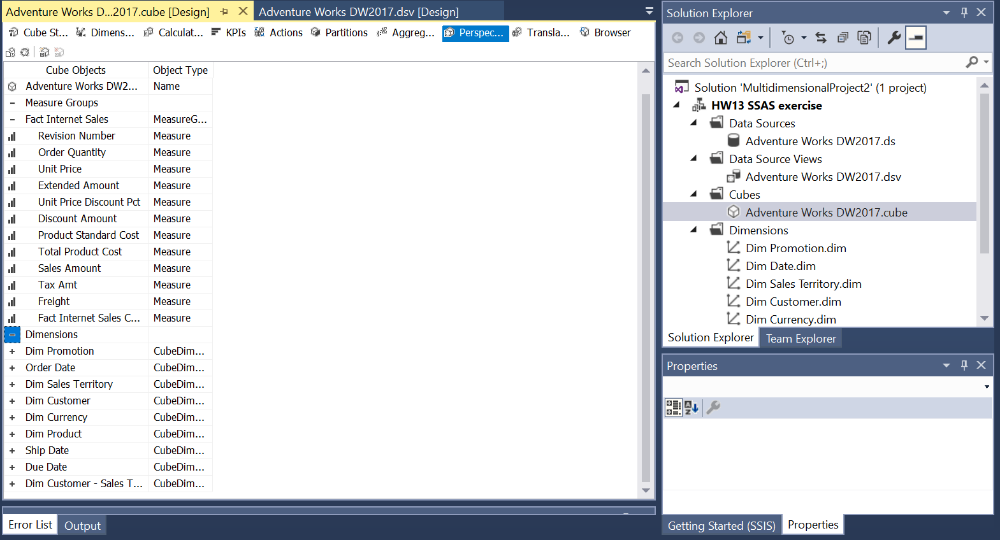 Adventure Works D...2017.cube [Design]
Adventure Works DW2017.dsv [Design]
Cube St... Dimens... Calculat... KPIs Actions Partitions Aggreg... Perspec... Transla... Browser
Cube Objects Object Type
Adventure Works DW2... Name
Measure Groups
Fact Internet Sales MeasureG...
Revision Number Measure
Order Quantity Measure
Unit Price Measure
Extended Amount Measure
Unit Price Discount Pct Measure
Discount Amount Measure
Product Standard Cost Measure
Total Product Cost Measure
Sales Amount Measure
Tax Amt Measure
Freight Measure
Fact Internet Sales C... Measure
Dimensions
Dim Promotion CubeDim...
Order Date CubeDim...
Dim Sales Territory CubeDim...
Dim Customer CubeDim...
Dim Currency CubeDim...
Dim Product CubeDim...
Ship Date CubeDim...
Due Date CubeDim...
Dim Customer - Sales T... CubeDim...
Error List Output
Solution Explorer
Search Solution Explorer (Ctrl+;)
Solution 'MultidimensionalProject2' (1 project)
HW13 SSAS exercise
Data Sources
Adventure Works DW2017.ds
Data Source Views
Adventure Works DW2017.dsv
Cubes
Adventure Works DW2017.cube
Dimensions
Dim Promotion.dim
Dim Date.dim
Dim Sales Territory.dim
Dim Customer.dim
Dim Currency.dim
Solution Explorer Team Explorer
Properties
Getting Started (SSIS) Properties